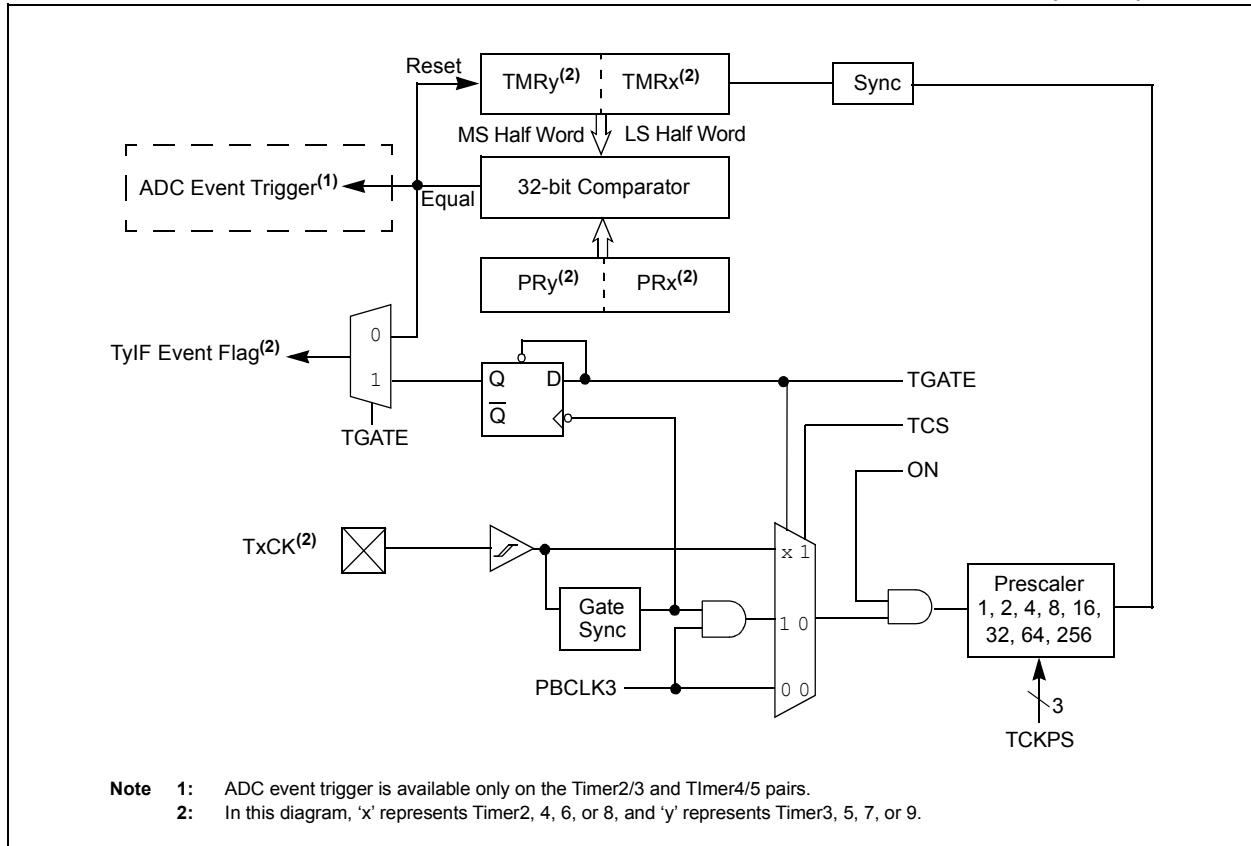 Reset
TMRy(2) TMRx(2)
Sync
MS Half Word LS Half Word
ADC Event Trigger(1)
Equal
32-bit Comparator
PRy(2) PRx(2)
0
TyIF Event Flag(2)
1
Q D
Q
TGATE
TGATE
TCS
ON
TxCK(2)
x 1
Gate
Sync
1 0
Prescaler
1, 2, 4, 8, 16,
32, 64, 256
PBCLK3
0 0
3
TCKPS
Note 1: ADC event trigger is available only on the Timer2/3 and TImer4/5 pairs.
2: In this diagram, ‘x’ represents Timer2, 4, 6, or 8, and ‘y’ represents Timer3, 5, 7, or 9.